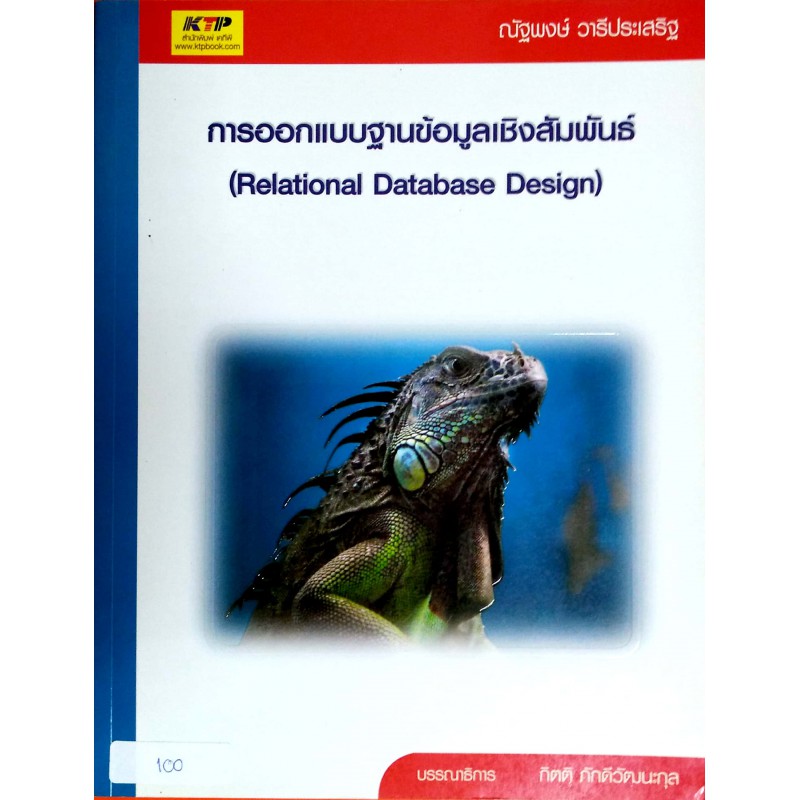 KTP
สำนักพิมพ์ เคทีพี
www.ktpbook.com
ณัฐพงษ์ วารีประเสริฐ
การออกแบบฐานข้อมูลเชิงสัมพันธ์
(Relational Database Design)
100
บรรณาธิการ กิตติ ภักดีวัฒนะกุล